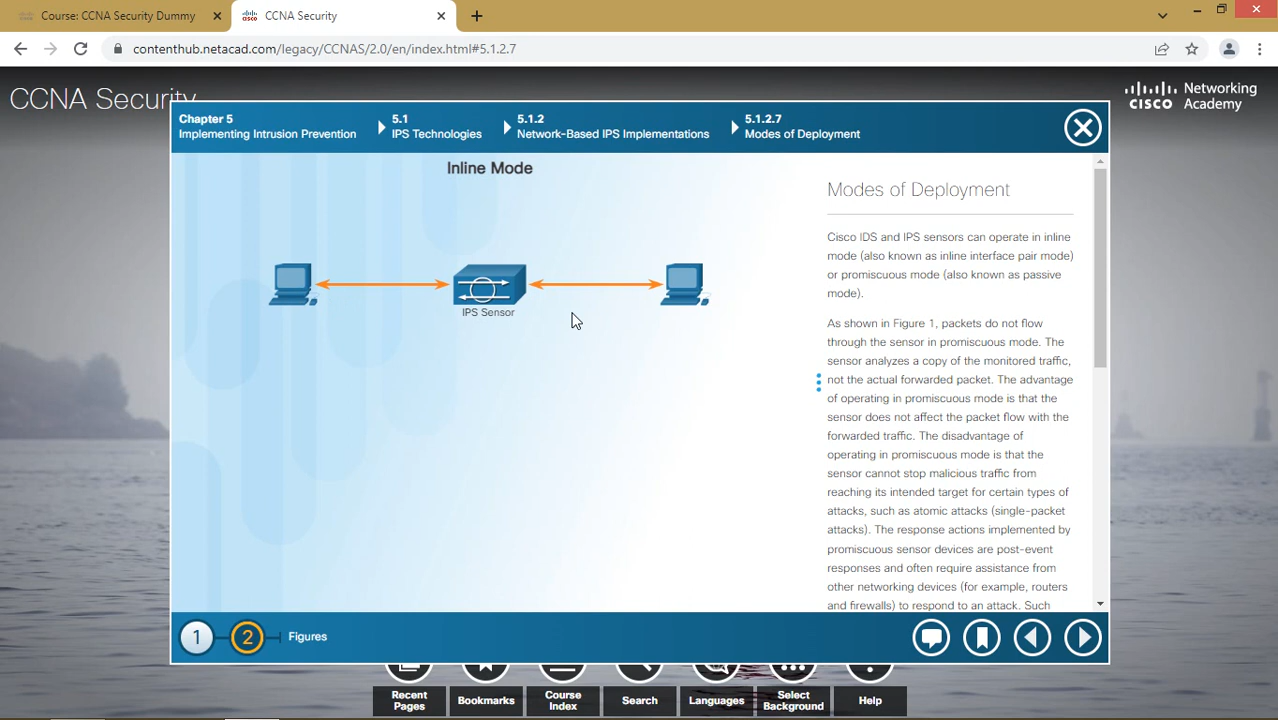 Course: CCNA Security Dummy
CCNA Security
contenthub.netacad.com/legacy/CCNAS/2.0/en/index.html#5.1.2.7
CCNA Security
Networking
CISCO Academy
Chapter 5
Implementing Intrusion Prevention
5.1
IPS Technologies
5.1.2
Network-Based IPS Implementations
5.1.2.7
Modes of Deployment
Inline Mode
IPS Sensor
Modes of Deployment
Cisco IDS and IPS sensors can operate in inline
mode (also known as inline interface pair mode)
or promiscuous mode (also known as passive
mode).
As shown in Figure 1, packets do not flow
through the sensor in promiscuous mode. The
sensor analyzes a copy of the monitored traffic,
not the actual forwarded packet. The advantage
of operating in promiscuous mode is that the
sensor does not affect the packet flow with the
forwarded traffic. The disadvantage of
operating in promiscuous mode is that the
sensor cannot stop malicious traffic from
reaching its intended target for certain types of
attacks, such as atomic attacks (single-packet
attacks). The response actions implemented by
promiscuous sensor devices are post-event
responses and often require assistance from
other networking devices (for example, routers
and firewalls) to respond to an attack. Such
1 2 Figures
Recent
Pages
Bookmarks
Course
Index
Search
Languages
Select
Background
Help